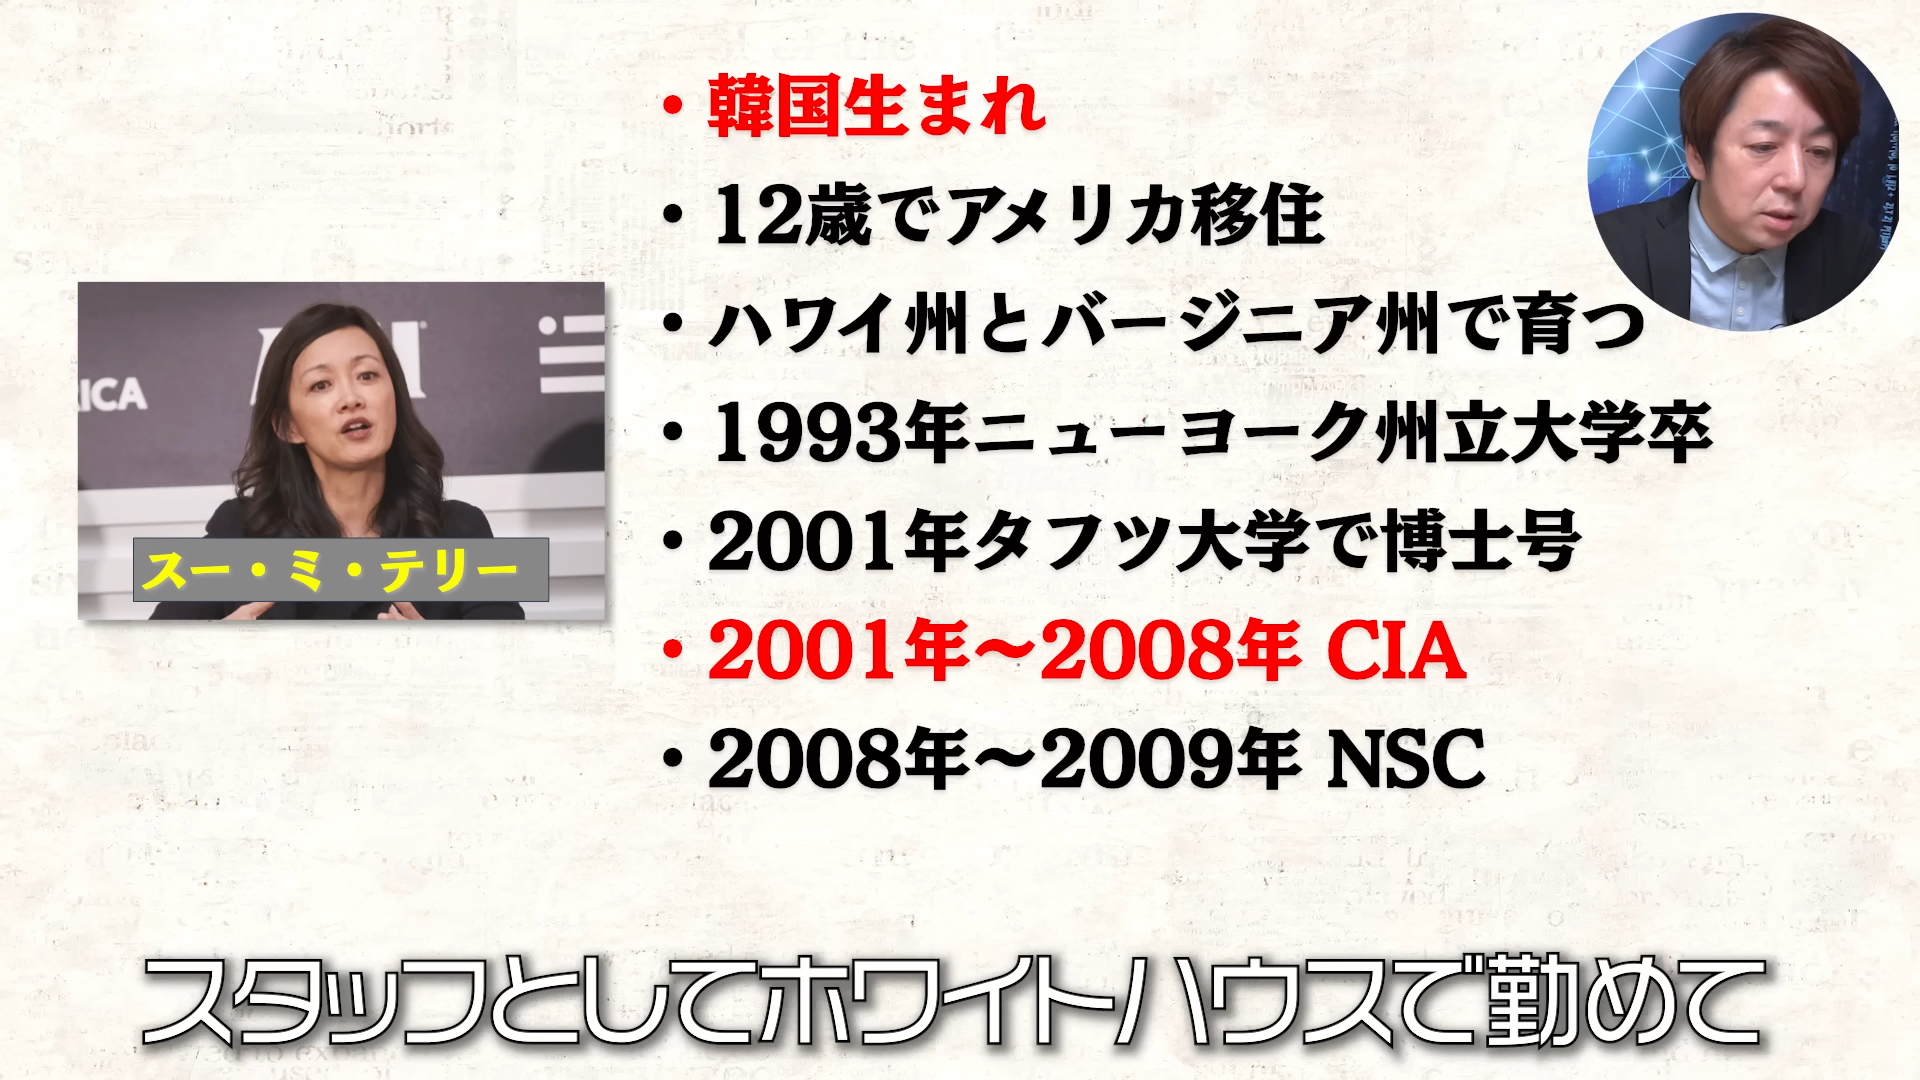 ・韓国生まれ
・12歳でアメリカ移住
・ハワイ州とバージニア州で育つ
・1993年ニューヨーク州立大学卒
・2001年タフツ大学で博士号
・2001年～2008年 CIA
・2008年～2009年 NSC
RICA
スー・ミ・テリー
スタッフとしてホワイトハウスで勤めて